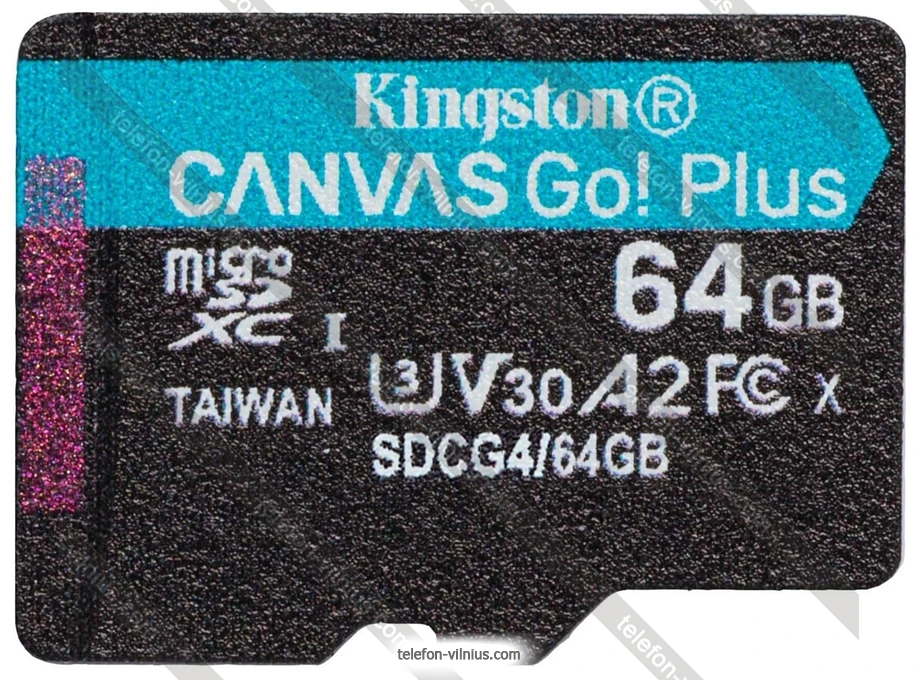 Kingston®
CANVAS Go! Plus
micro
SD
XC I
64GB
U3 V30 A2 FC X
TAIWAN
SDCG4/64GB
telefon-vilnius.com